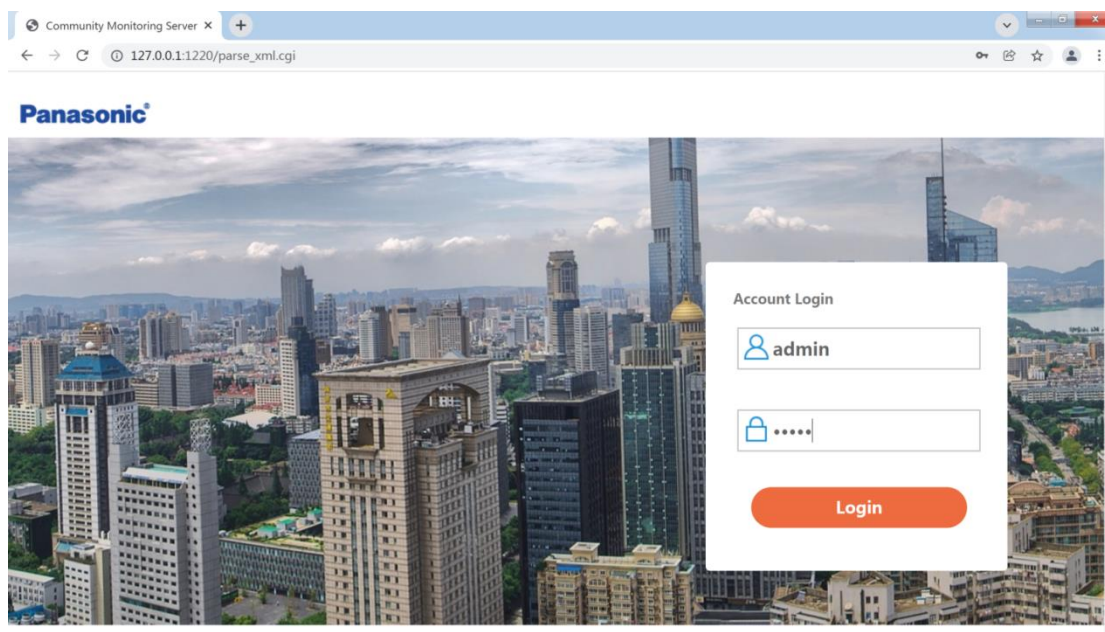 Community Monitoring Server
127.0.0.1:1220/parse_xml.cgi
Panasonic®
Account Login
admin
•••••
Login